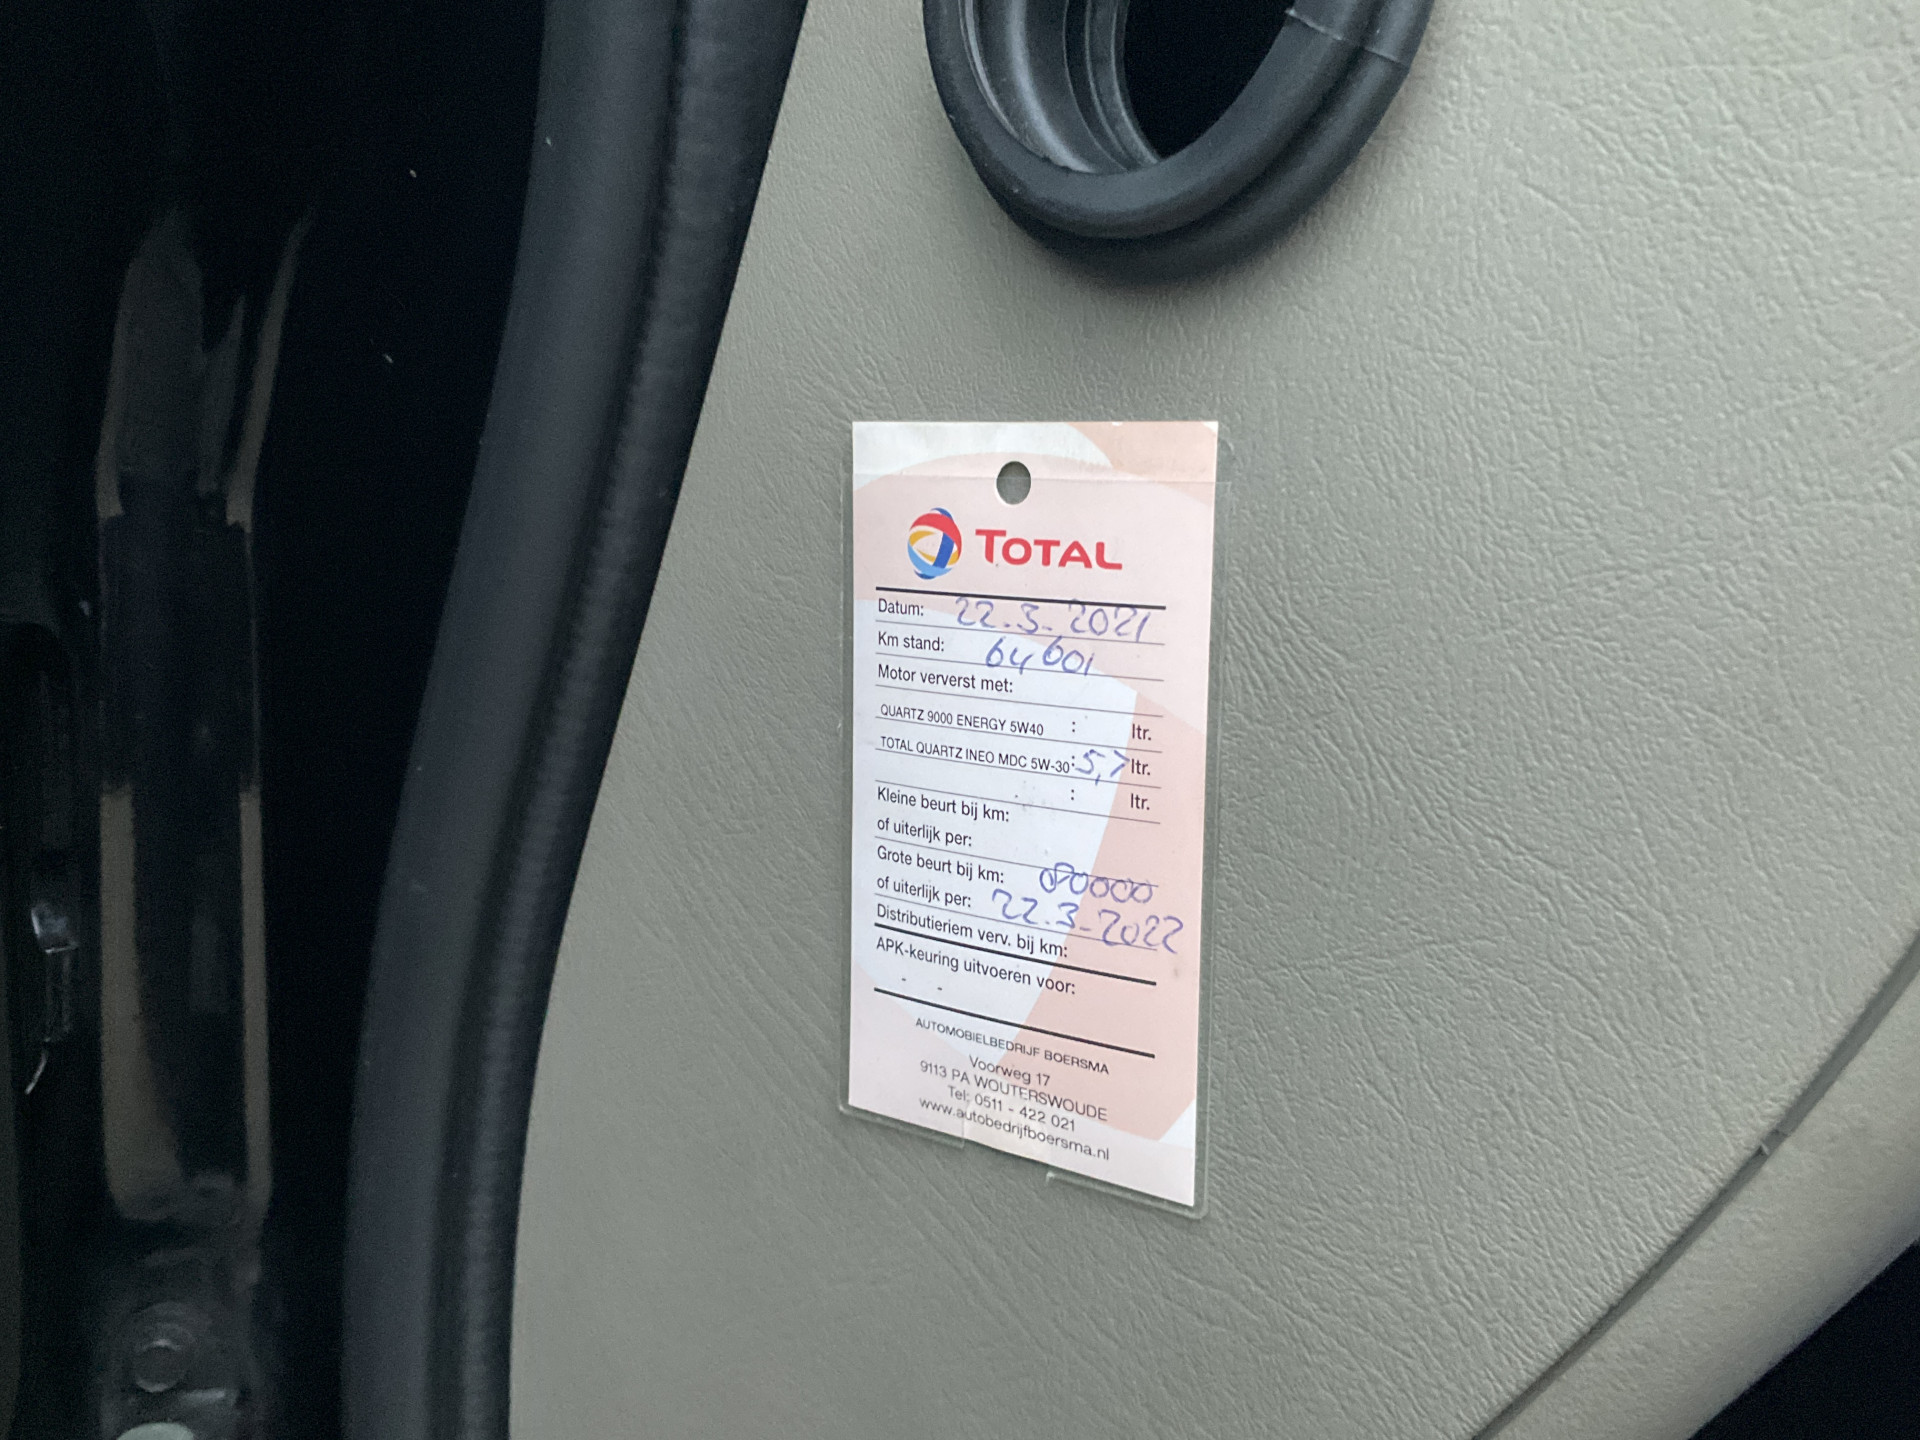 TOTAL
Datum: 22-3-2021
Km stand: 64601
Motor ververst met:
QUARTZ 9000 ENERGY 5W40 : ltr.
TOTAL QUARTZ INEO MDC 5W-30: 5,7 ltr.
: ltr.
Kleine beurt bij km:
of uiterlijk per:
Grote beurt bij km: 80000
of uiterlijk per: 22-3-2022
Distributieriem verv. bij km:
APK-keuring uitvoeren voor:
- -
AUTOMOBIELBEDRIJF BOERSMA
Voorweg 17
9113 PA WOUTERSWOUDE
Tel; 0511 - 422 021
www.autobedrijfboersma.nl